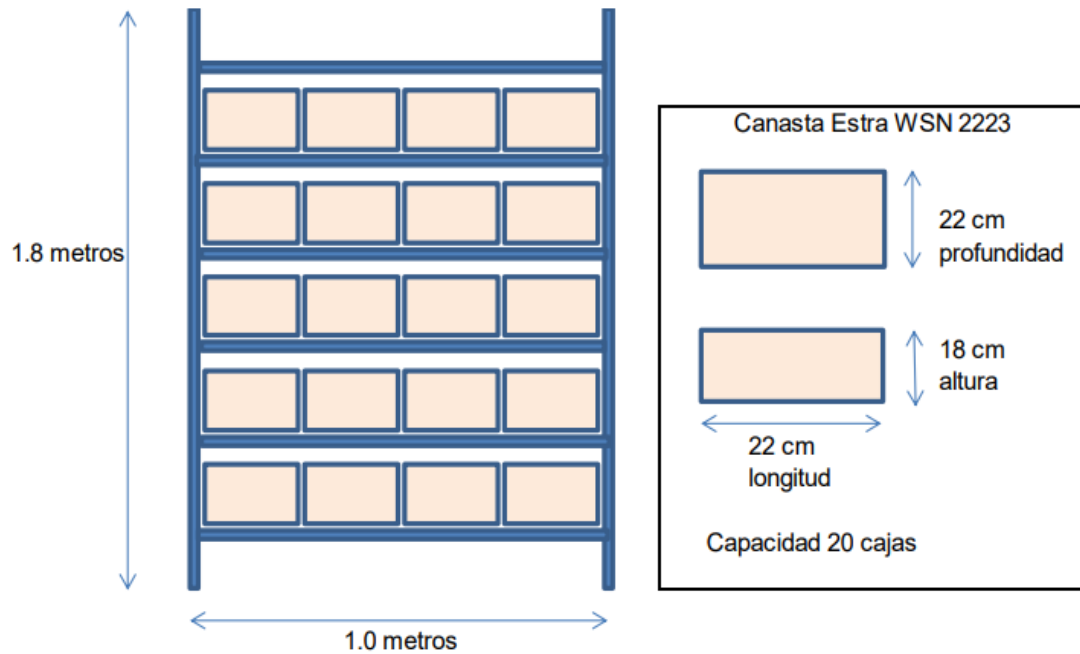 1.8 metros
1.0 metros
Canasta Estra WSN 2223
22 cm
profundidad
18 cm
altura
22 cm
longitud
Capacidad 20 cajas